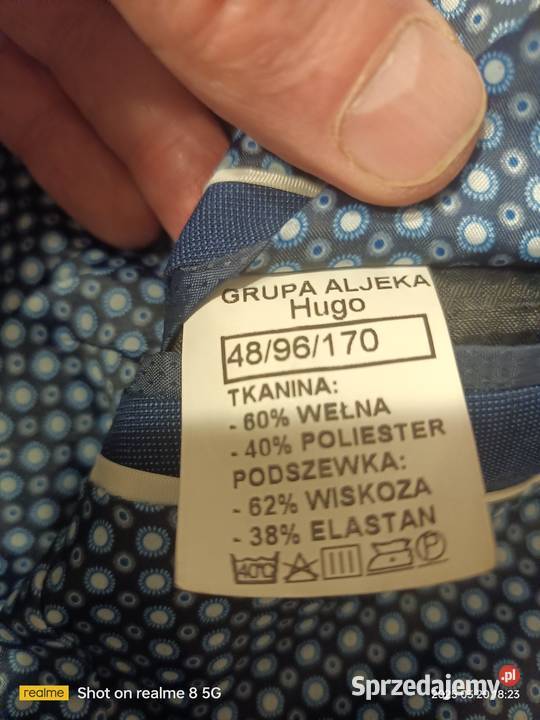 GRUPA ALJEKA
Hugo
48/96/170
TKANINA:
- 60% WEŁNA
- 40% POLIESTER
PODSZEWKA:
- 62% WISKOZA
- 38% ELASTAN
40°C P
realme Shot on realme 8 5G
Sprzedajemy.pl